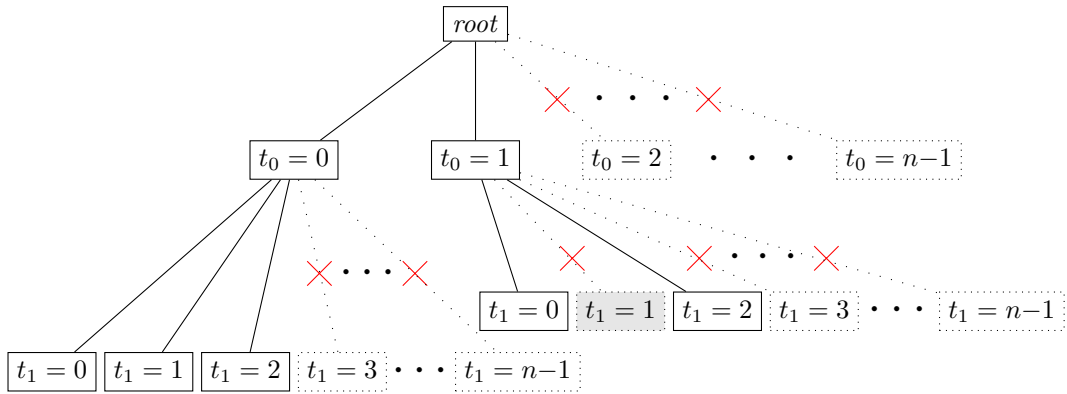 root
t₀ = 0 t₀ = 1 t₀ = 2 · · · t₀ = n−1
t₁ = 0 t₁ = 1 t₁ = 2 t₁ = 3 · · · t₁ = n−1
t₁ = 0 t₁ = 1 t₁ = 2 t₁ = 3 · · · t₁ = n−1